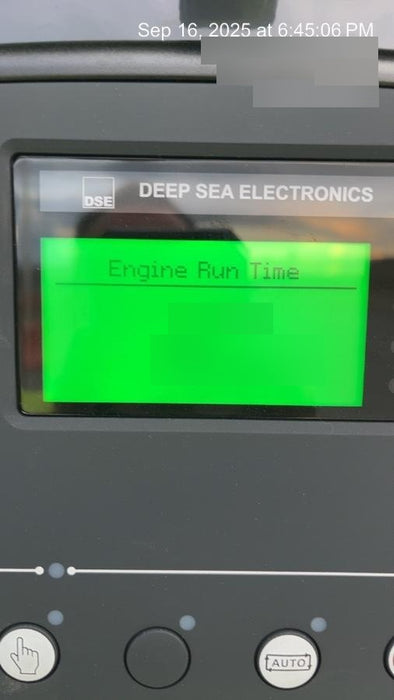 Sep 16, 2025 at 6:45:06 PM
DSE
DEEP SEA ELECTRONICS
Engine Run Time
AUTO